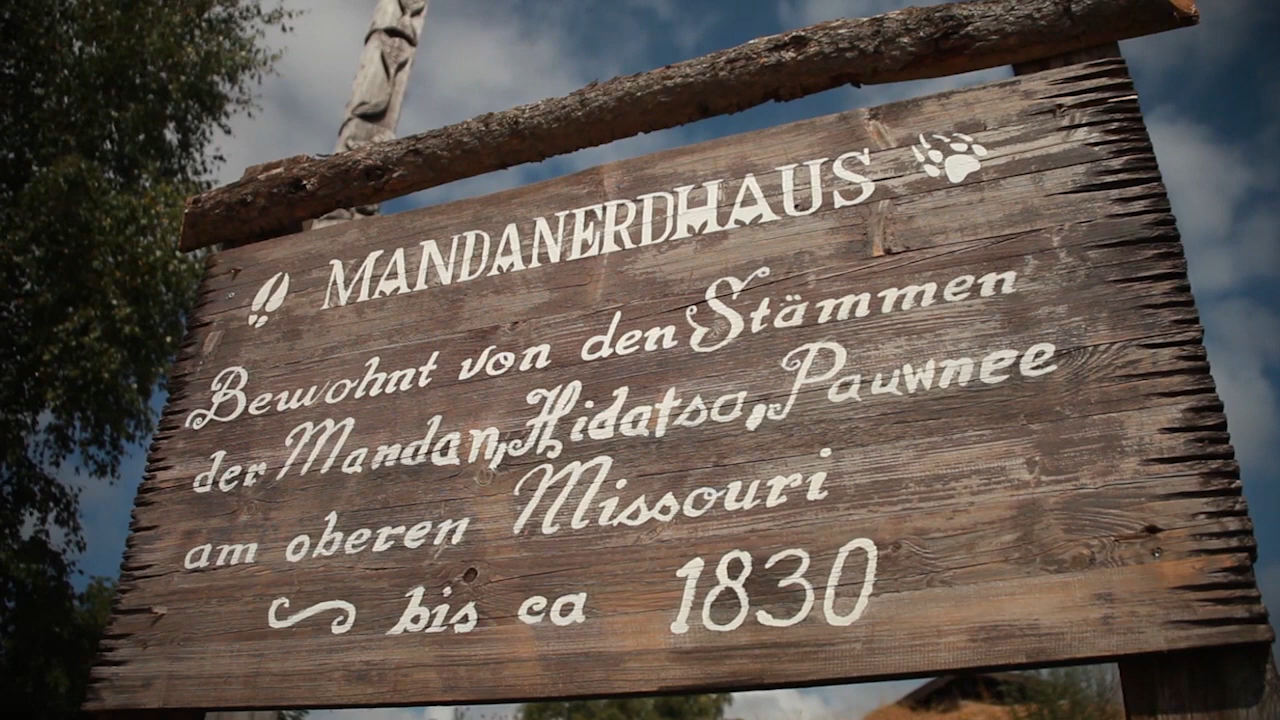 MANDANERDHAUS
Bewohnt von den Stämmen
der Mandan, Hidatsa, Pauwnee
am oberen Missouri
bis ca 1830